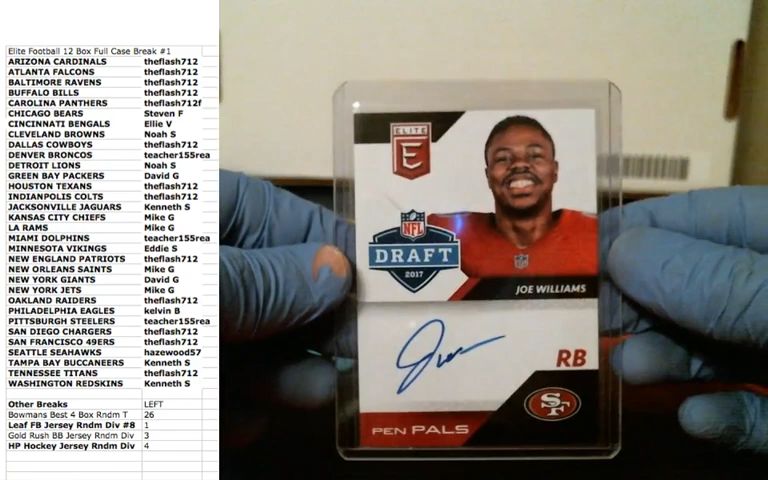 Elite Football 12 Box Full Case Break #1
ARIZONA CARDINALS theflash712
ATLANTA FALCONS theflash712
BALTIMORE RAVENS theflash712
BUFFALO BILLS theflash712
CAROLINA PANTHERS theflash712f
CHICAGO BEARS Steven F
CINCINNATI BENGALS Ellie V
CLEVELAND BROWNS Noah S
DALLAS COWBOYS theflash712
DENVER BRONCOS teacher155rea
DETROIT LIONS Noah S
GREEN BAY PACKERS David G
HOUSTON TEXANS theflash712
INDIANPOLIS COLTS theflash712
JACKSONVILLE JAGUARS Kenneth S
KANSAS CITY CHIEFS Mike G
LA RAMS Mike G
MIAMI DOLPHINS teacher155rea
MINNESOTA VIKINGS Eddie S
NEW ENGLAND PATRIOTS theflash712
NEW ORLEANS SAINTS Mike G
NEW YORK GIANTS David G
NEW YORK JETS Mike G
OAKLAND RAIDERS theflash712
PHILADELPHIA EAGLES kelvin B
PITTSBURGH STEELERS teacher155rea
SAN DIEGO CHARGERS theflash712
SAN FRANCISCO 49ERS theflash712
SEATTLE SEAHAWKS hazewood57
TAMPA BAY BUCCANEERS Kenneth S
TENNESSEE TITANS theflash712
WASHINGTON REDSKINS Kenneth S
Other Breaks LEFT
Bowmans Best 4 Box Rndm T 26
Leaf FB Jersey Rndm Div #8 1
Gold Rush BB Jersey Rndm Div 3
HP Hockey Jersey Rndm Div 4
ELITE
E
NFL
DRAFT
2017
JOE WILLIAMS
RB
SF
PEN PALS